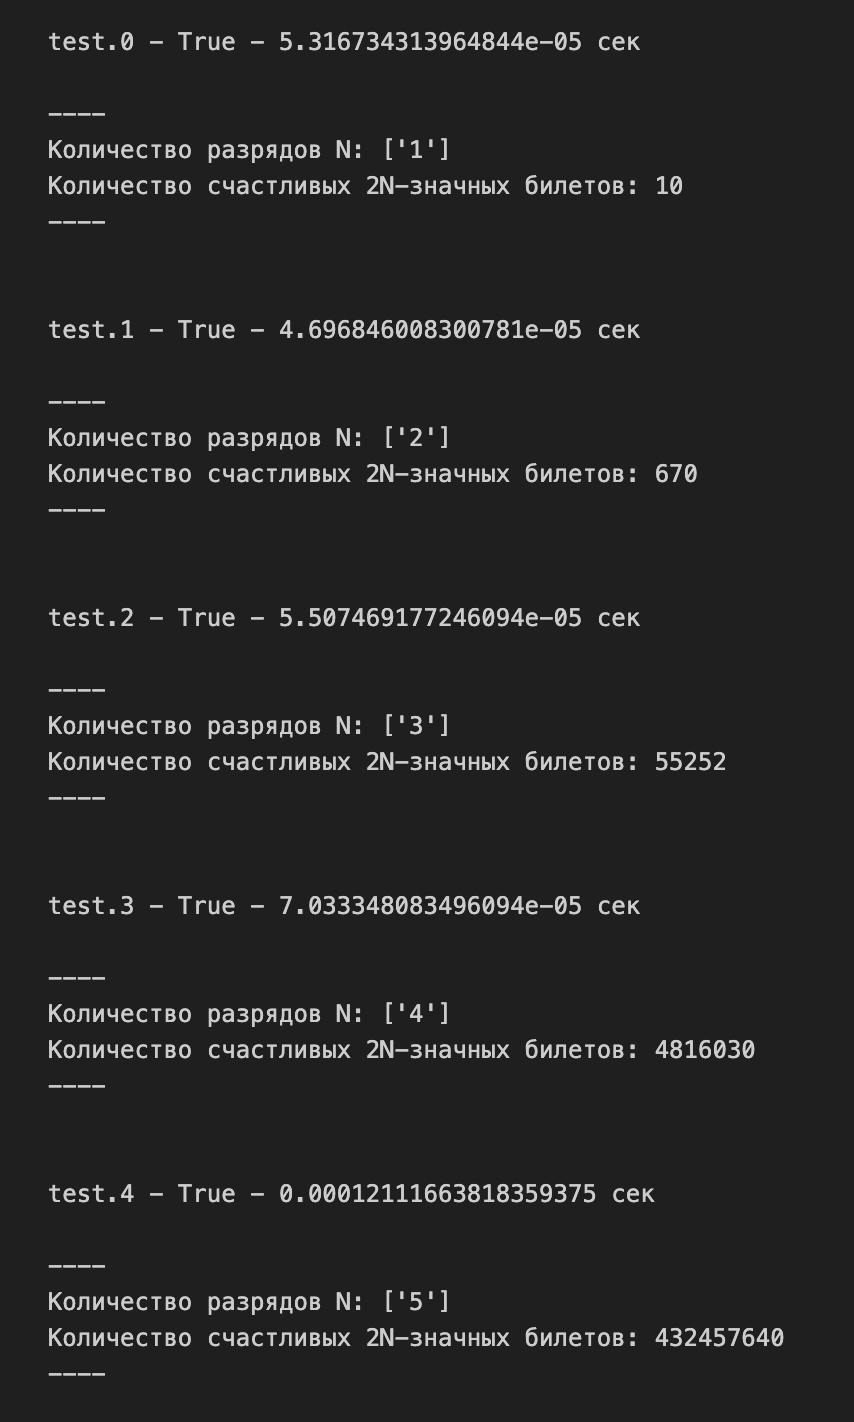 test.0 - True - 5.316734313964844e-05 сек
----
Количество разрядов N: ['1']
Количество счастливых 2N-значных билетов: 10
----
test.1 - True - 4.696846008300781e-05 сек
----
Количество разрядов N: ['2']
Количество счастливых 2N-значных билетов: 670
----
test.2 - True - 5.507469177246094e-05 сек
----
Количество разрядов N: ['3']
Количество счастливых 2N-значных билетов: 55252
----
test.3 - True - 7.033348083496094e-05 сек
----
Количество разрядов N: ['4']
Количество счастливых 2N-значных билетов: 4816030
----
test.4 - True - 0.00012111663818359375 сек
----
Количество разрядов N: ['5']
Количество счастливых 2N-значных билетов: 432457640
----